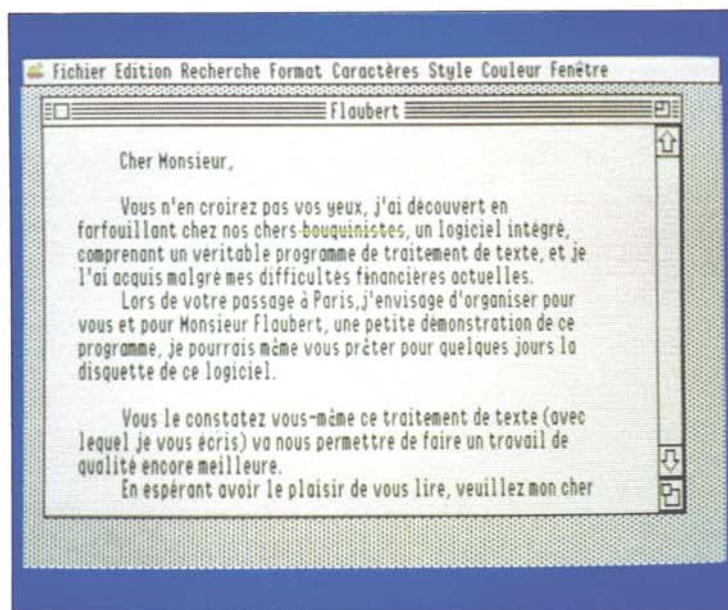 Fichier Edition Recherche Format Caractères Style Couleur Fenêtre
Flaubert
Cher Monsieur,
Vous n'en croirez pas vos yeux, j'ai découvert en
farfouillant chez nos chers bouquinistes, un logiciel intégré,
comprenant un véritable programme de traitement de texte, et je
l'ai acquis malgré mes difficultés financières actuelles.
Lors de votre passage à Paris,j'envisage d'organiser pour
vous et pour Monsieur Flaubert, une petite démonstration de ce
programme, je pourrais même vous prêter pour quelques jours la
disquette de ce logiciel.
Vous le constatez vous-même ce traitement de texte (avec
lequel je vous écris) va nous permettre de faire un travail de
qualité encore meilleure.
En espérant avoir le plaisir de vous lire, veuillez mon cher